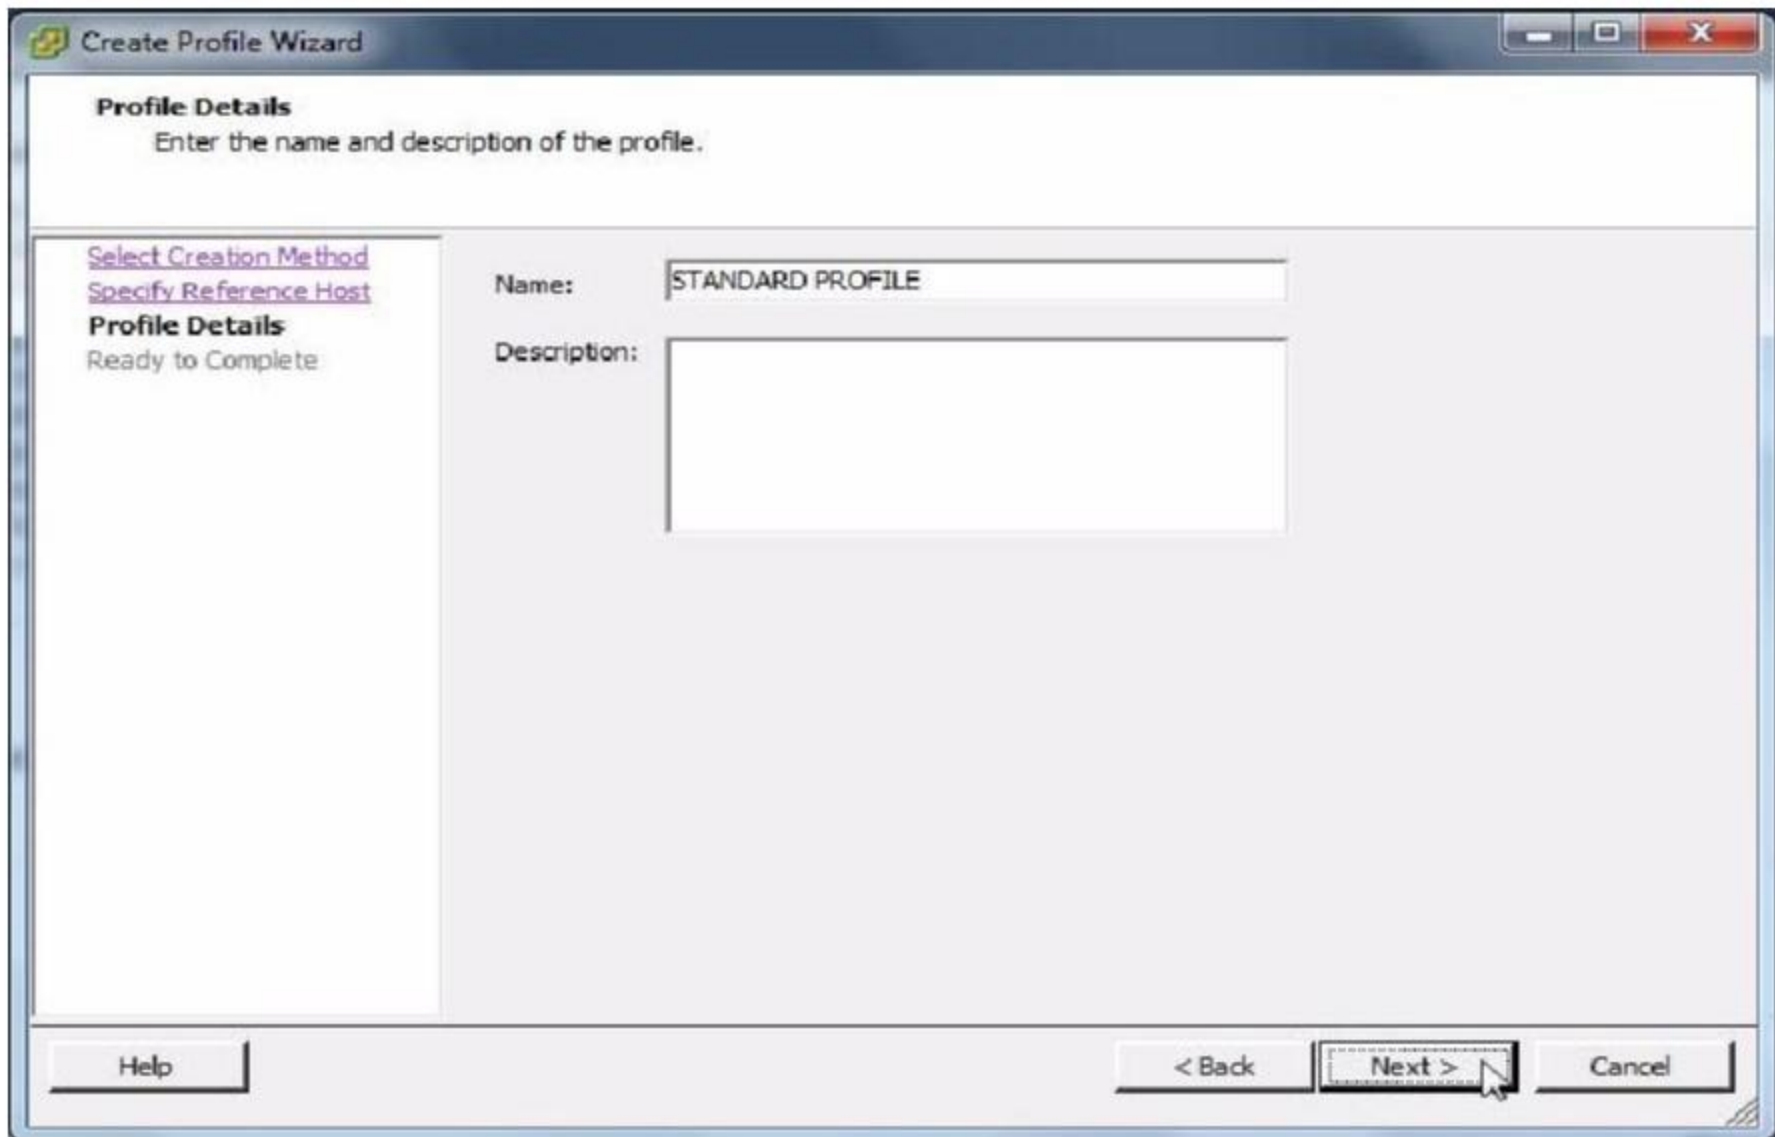 Create Profile Wizard
Profile Details
Enter the name and description of the profile.
Select Creation Method
Specify Reference Host
Profile Details
Ready to Complete
Name:
STANDARD PROFILE
Description:
Help
< Back
Next >
Cancel